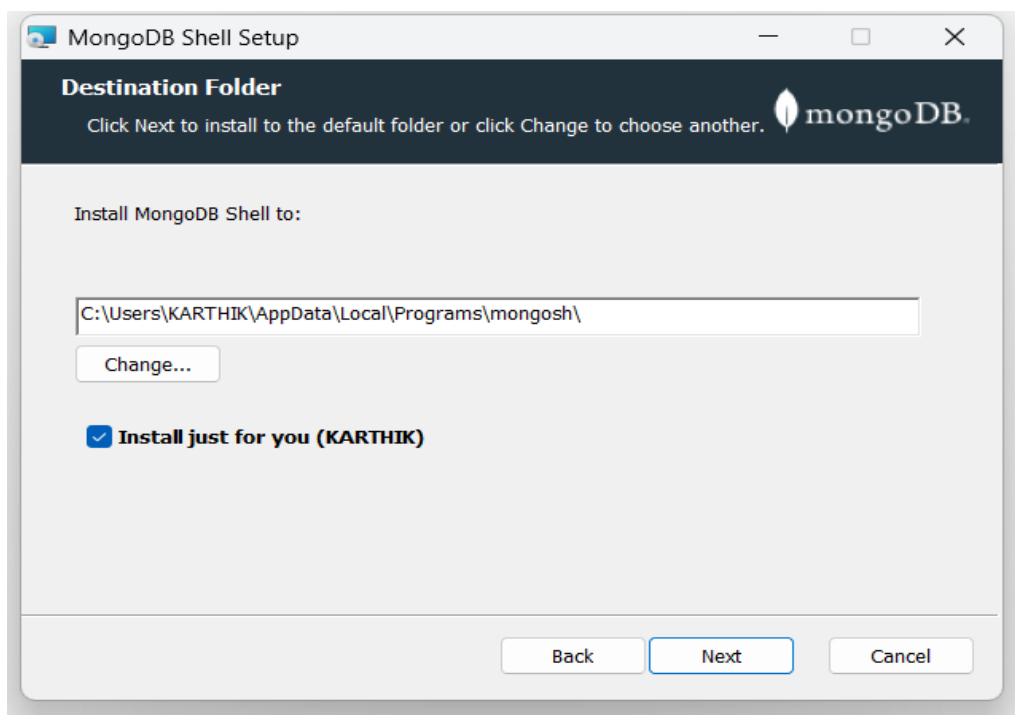 MongoDB Shell Setup
Destination Folder
Click Next to install to the default folder or click Change to choose another.
mongoDB.
Install MongoDB Shell to:
C:\Users\KARTHIK\AppData\Local\Programs\mongosh\
Change...
Install just for you (KARTHIK)
Back Next Cancel